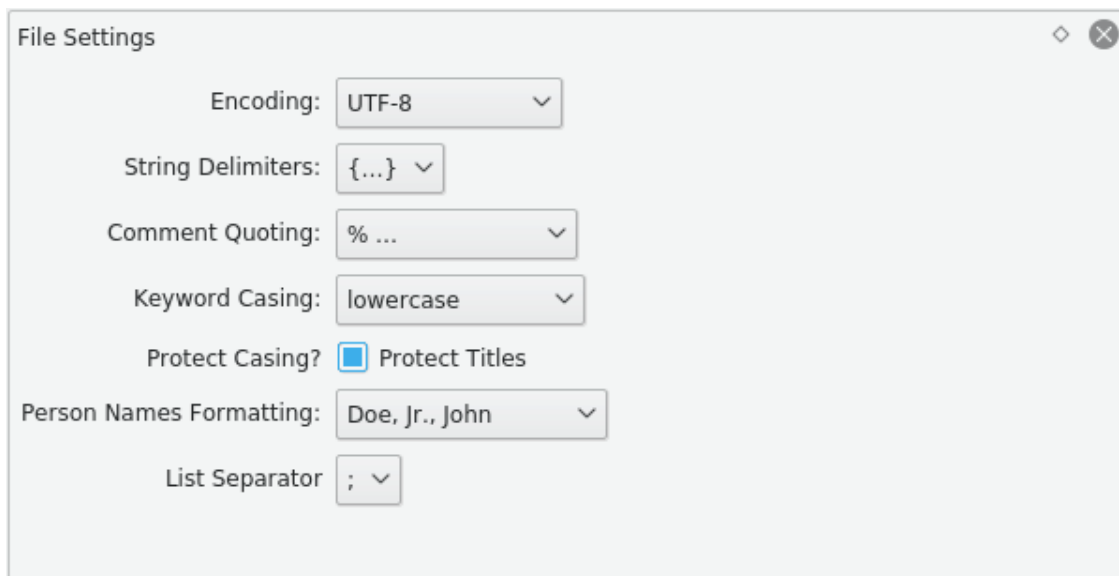 File Settings
Encoding: UTF-8
String Delimiters: {...}
Comment Quoting: % ...
Keyword Casing: lowercase
Protect Casing? Protect Titles
Person Names Formatting: Doe, Jr., John
List Separator ;